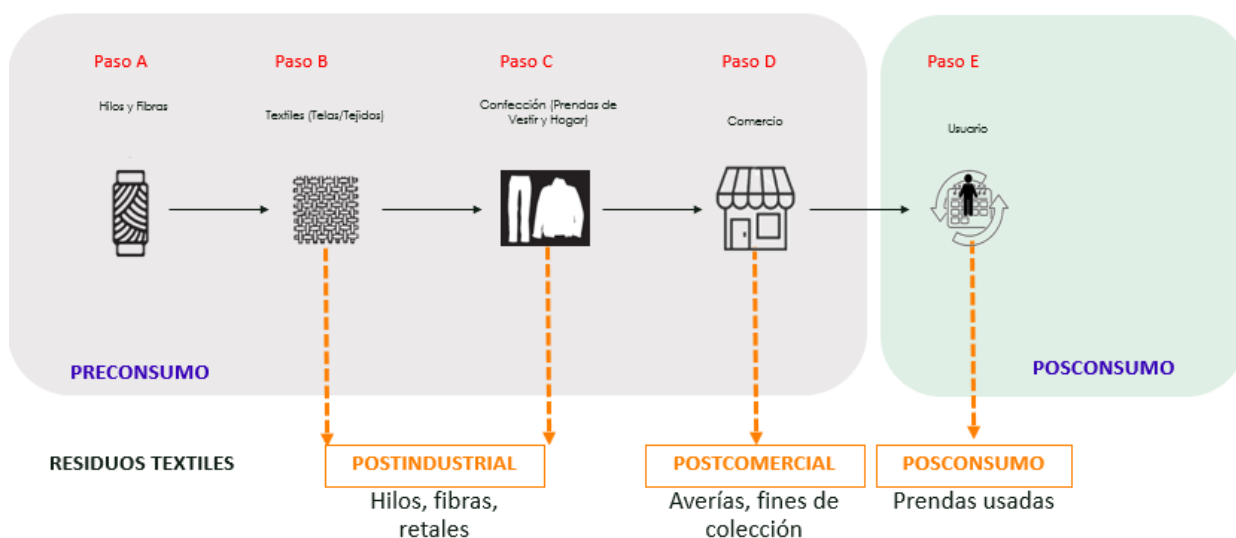 Paso A
Paso B
Paso C
Paso D
Paso E
Hilos y Fibras
Textiles (Telas/Tejidos)
Confección (Prendas de
Vestir y Hogar)
Comercio
Usuario
PRECONSUMO
POSCONSUMO
RESIDUOS TEXTILES
POSTINDUSTRIAL
POSTCOMERCIAL
POSCONSUMO
Hilos, fibras,
retales
Averías, fines de
colección
Prendas usadas